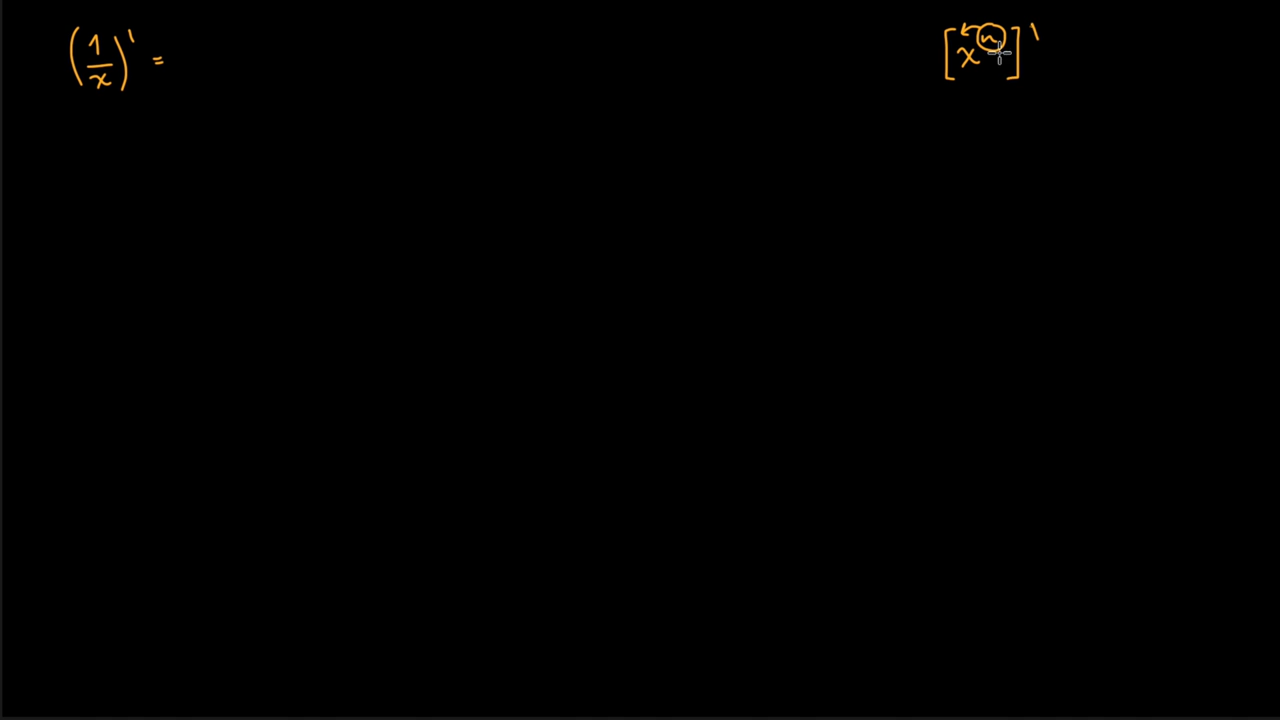 (1/x)' =
[xⁿ]'